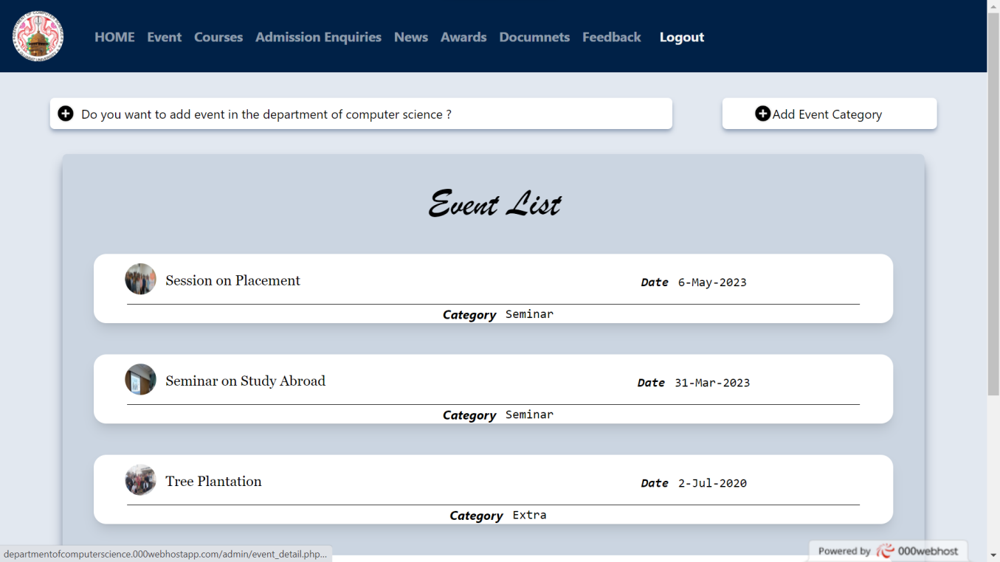 HOME Event Courses Admission Enquiries News Awards Documnets Feedback Logout
Do you want to add event in the department of computer science ?
Add Event Category
Event List
Session on Placement
Date 6-May-2023
Category Seminar
Seminar on Study Abroad
Date 31-Mar-2023
Category Seminar
Tree Plantation
Date 2-Jul-2020
Category Extra
departmentofcomputerscience.000webhostapp.com/admin/event_detail.php...
Powered by 000webhost